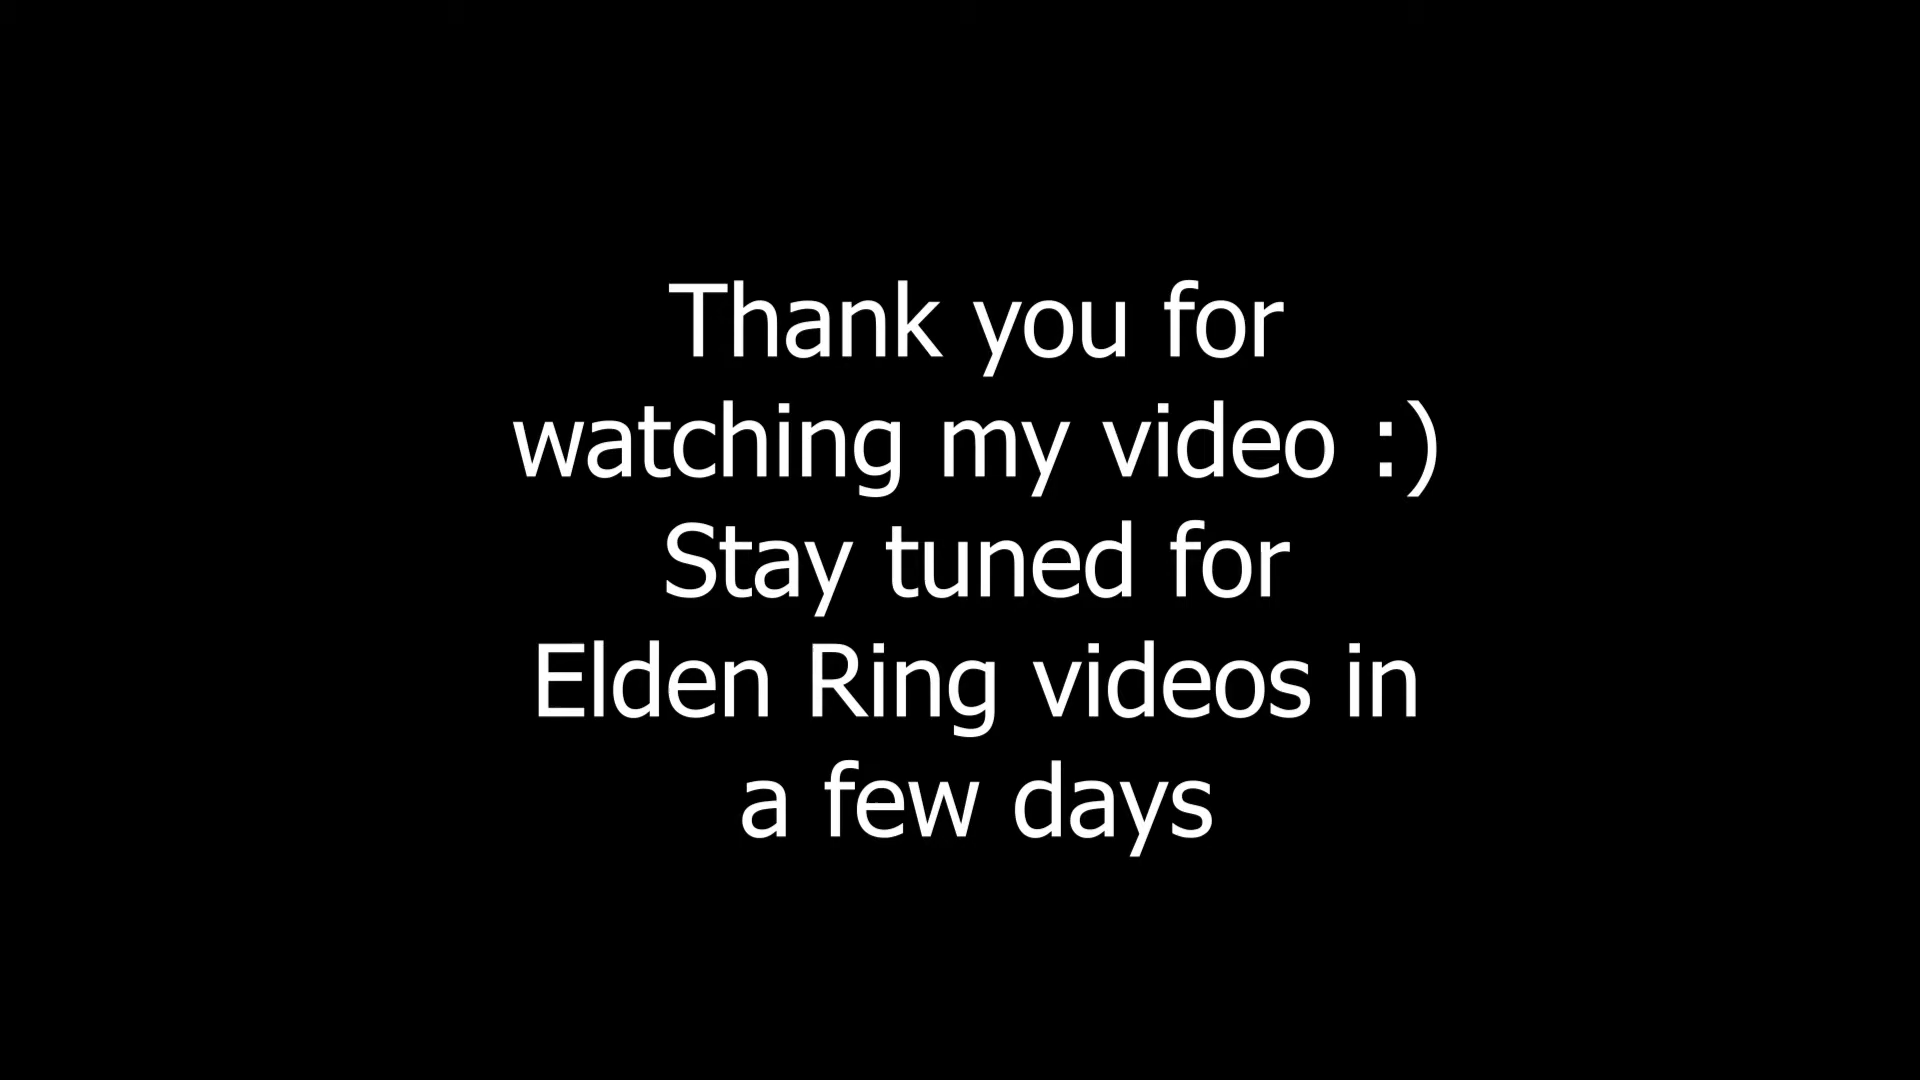 Thank you for
watching my video :)
Stay tuned for
Elden Ring videos in
a few days